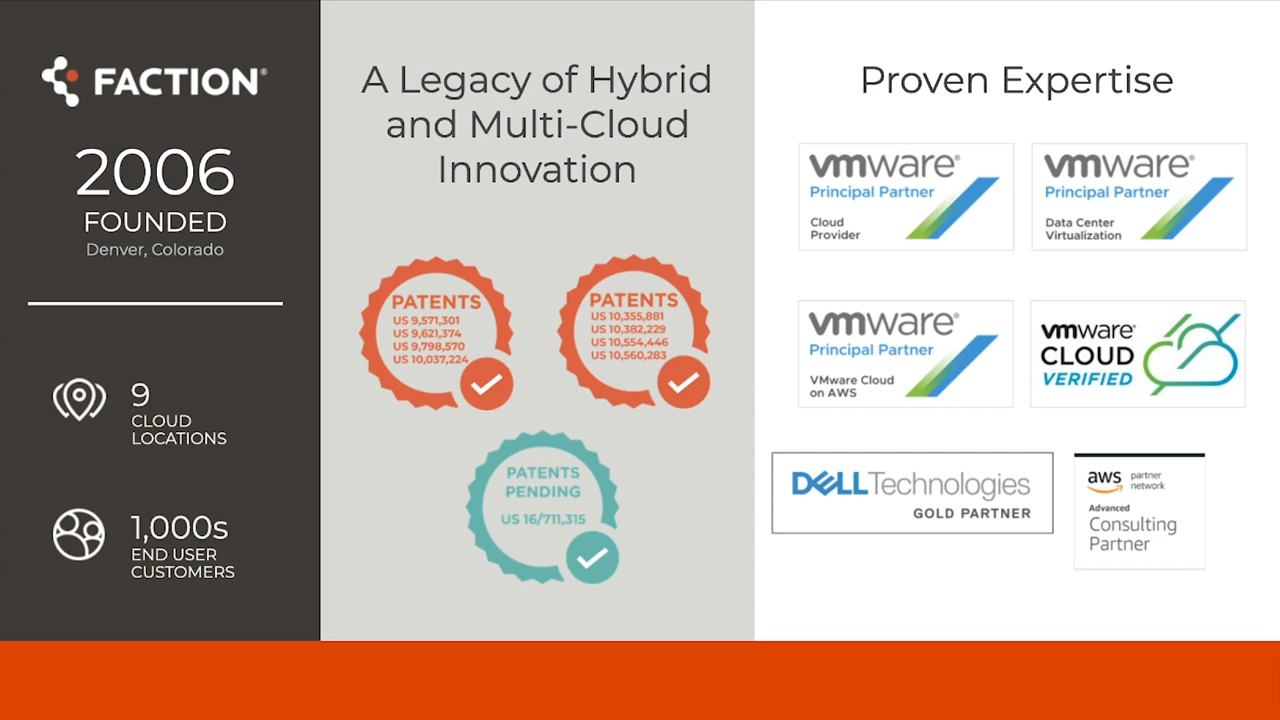 FACTION®
2006
FOUNDED
Denver, Colorado
9
CLOUD
LOCATIONS
1,000s
END USER
CUSTOMERS
A Legacy of Hybrid
and Multi-Cloud
Innovation
PATENTS
US 9,571,301
US 9,621,374
US 9,798,570
US 10,037,224
PATENTS
US 10,355,881
US 10,382,229
US 10,554,446
US 10,560,283
PATENTS
PENDING
US 16/711,315
Proven Expertise
vmware®
Principal Partner
Cloud
Provider
vmware®
Principal Partner
Data Center
Virtualization
vmware®
Principal Partner
VMware Cloud
on AWS
vmware®
CLOUD
VERIFIED
DELL Technologies
GOLD PARTNER
aws partner
network
Advanced
Consulting
Partner